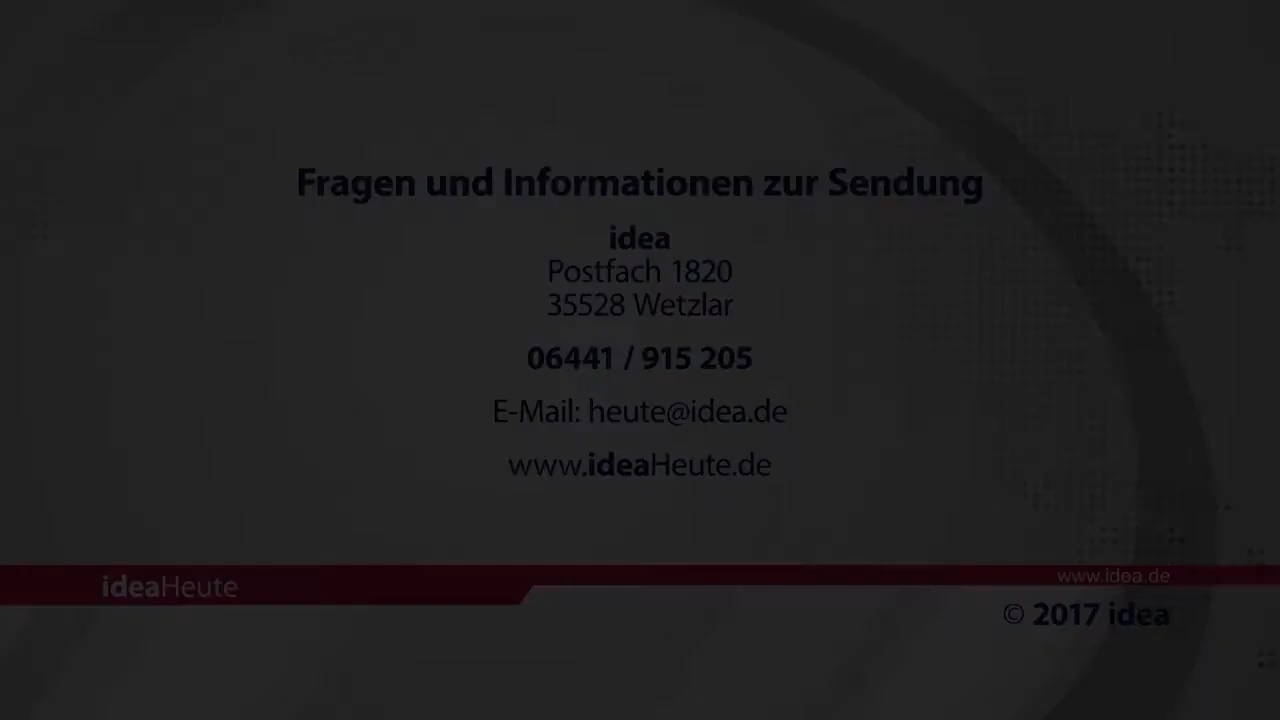 Fragen und Informationen zur Sendung
idea
Postfach 1820
35528 Wetzlar
06441 / 915 205
E-Mail: heute@idea.de
www.ideaHeute.de
ideaHeute
www.idea.de
© 2017 idea